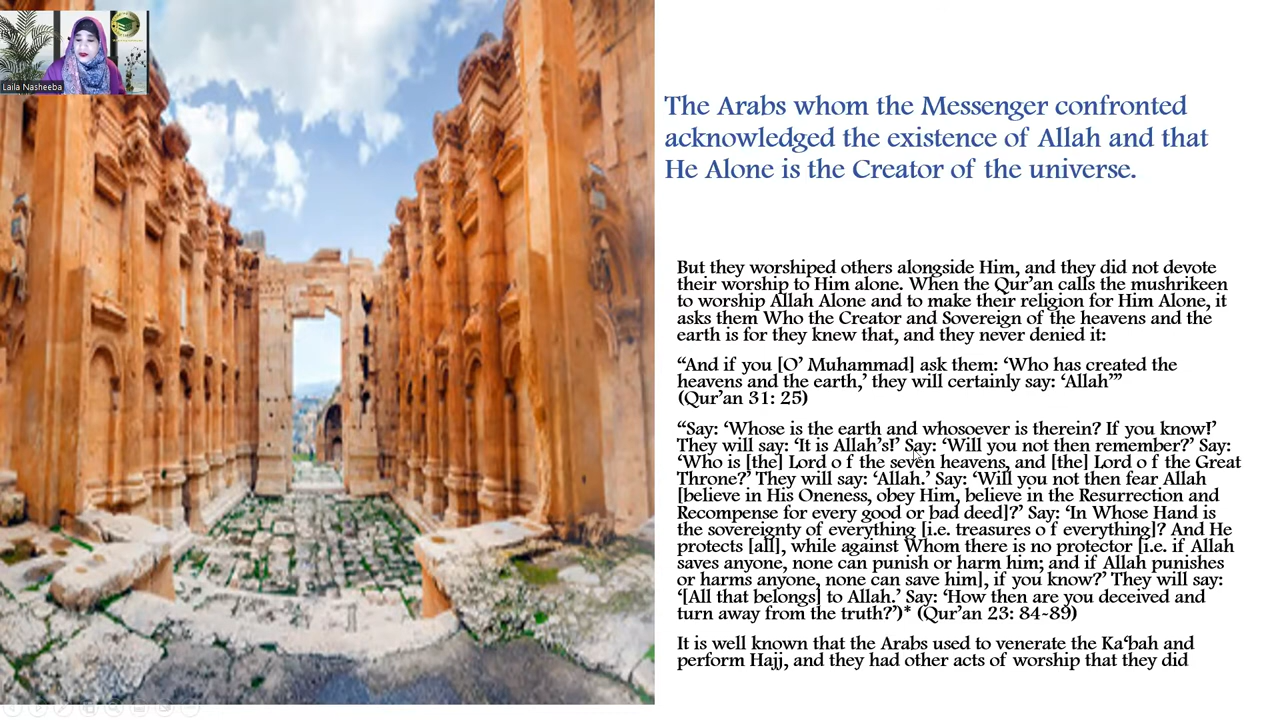 Laila Nasheeba
The Arabs whom the Messenger confronted
acknowledged the existence of Allah and that
He Alone is the Creator of the universe.
But they worshiped others alongside Him, and they did not devote
their worship to Him alone. When the Qur’an calls the mushrikeen
to worship Allah Alone and to make their religion for Him Alone, it
asks them Who the Creator and Sovereign of the heavens and the
earth is for they knew that, and they never denied it:
“And if you [O’ Muhammad] ask them: ‘Who has created the
heavens and the earth,’ they will certainly say: ‘Allah’”
(Qur’an 31: 25)
“Say: ‘Whose is the earth and whosoever is therein? If you know!’
They will say: ‘It is Allah’s!’ Say: ‘Will you not then remember?’ Say:
‘Who is [the] Lord o f the seven heavens, and [the] Lord o f the Great
Throne?’ They will say: ‘Allah.’ Say: ‘Will you not then fear Allah
[believe in His Oneness, obey Him, believe in the Resurrection and
Recompense for every good or bad deed]?’ Say: ‘In Whose Hand is
the sovereignty of everything [i.e. treasures o f everything]? And He
protects [all], while against Whom there is no protector [i.e. if Allah
saves anyone, none can punish or harm him; and if Allah punishes
or harms anyone, none can save him], if you know?’ They will say:
‘[All that belongs] to Allah.’ Say: ‘How then are you deceived and
turn away from the truth?’)* (Qur’an 23: 84-89)
It is well known that the Arabs used to venerate the Ka‘bah and
perform Hajj, and they had other acts of worship that they did